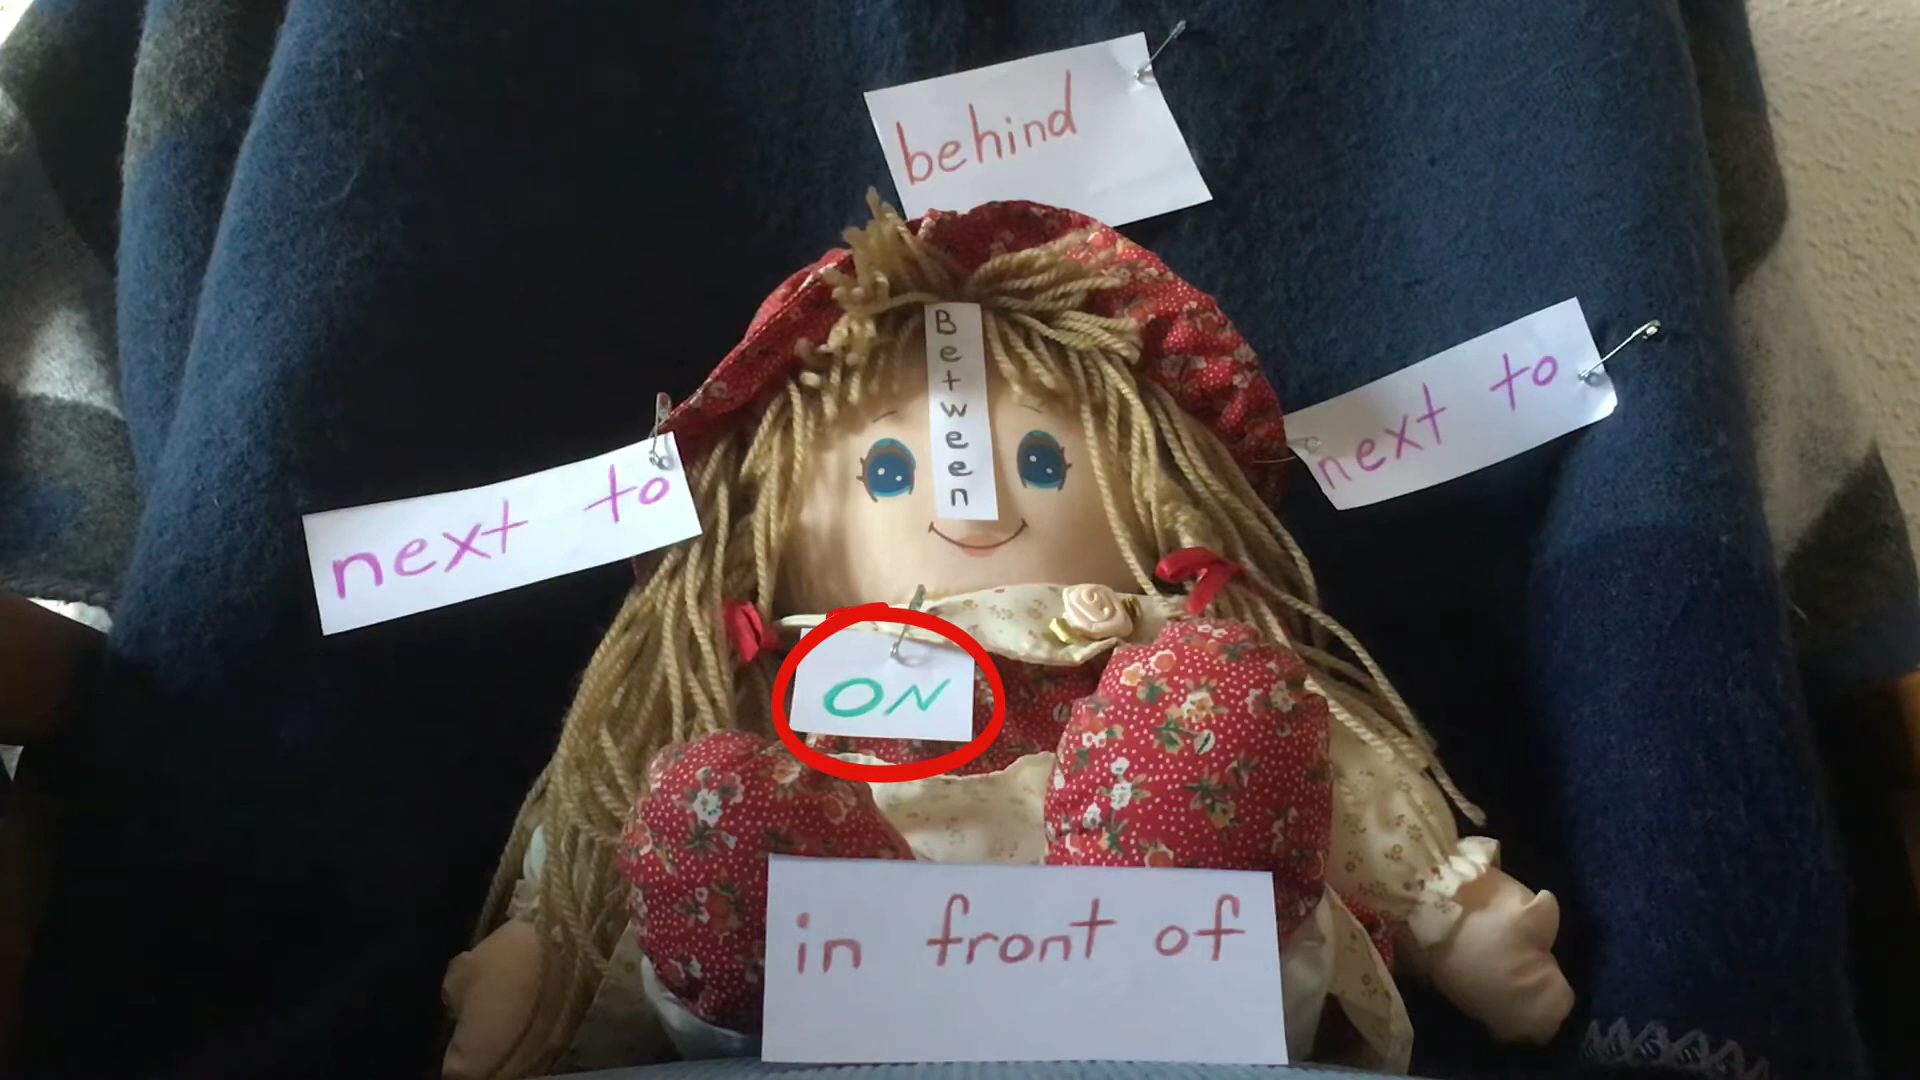 behind
Between
next to
next to
ON
in front of